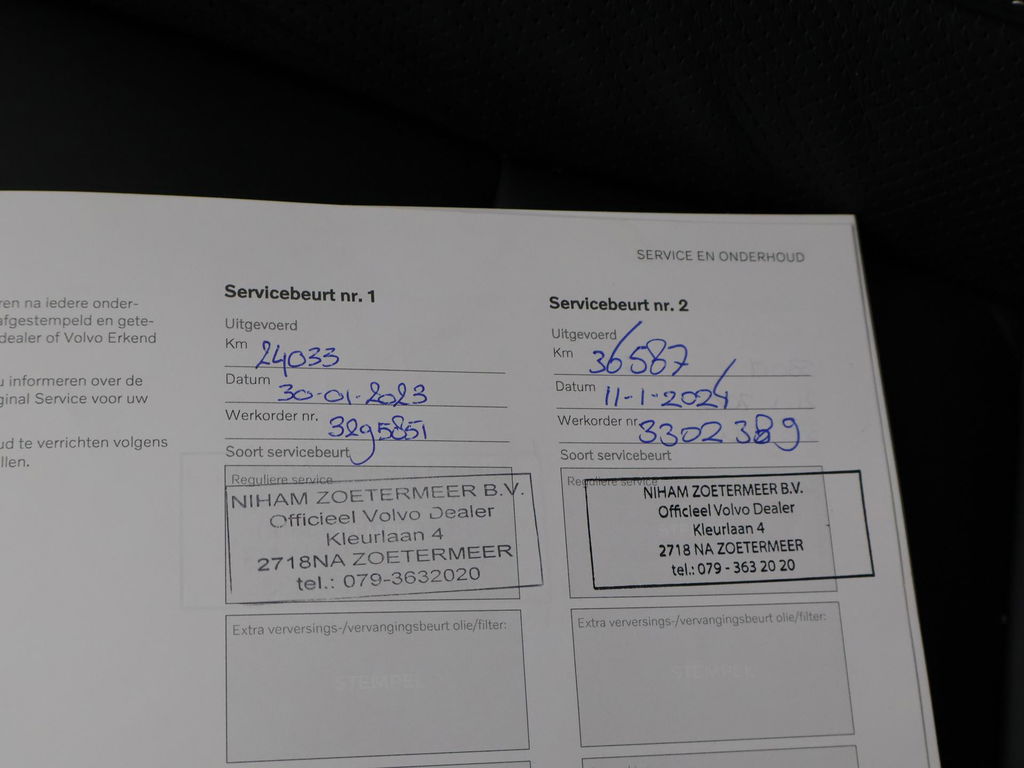 SERVICE EN ONDERHOUD
ren na iedere onder-
afgestempeld en gete-
dealer of Volvo Erkend
u informeren over de
ginal Service voor uw
ud te verrichten volgens
llen.
Servicebeurt nr. 1
Uitgevoerd
Km 24033
Datum 30-01-2023
Werkorder nr. 3295851
Soort servicebeurt
Reguliere service
NIHAM ZOETERMEER B.V.
Officieel Volvo Dealer
Kleurlaan 4
2718NA ZOETERMEER
tel.: 079-3632020
Extra verversings-/vervangingsbeurt olie/filter:
STEMPEL
Servicebeurt nr. 2
Uitgevoerd
Km 36587
Datum 11-1-2024
Werkorder nr. 3302389
Soort servicebeurt
Reguliere service
NIHAM ZOETERMEER B.V.
Officieel Volvo Dealer
Kleurlaan 4
2718 NA ZOETERMEER
tel.: 079 - 363 20 20
Extra verversings-/vervangingsbeurt olie/filter:
STEMPEL